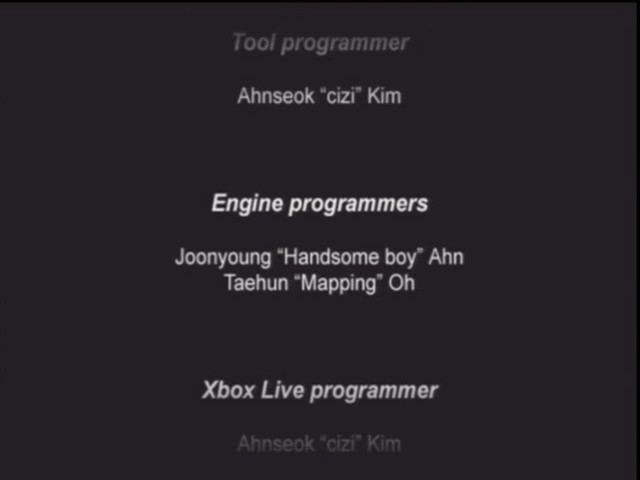 Tool programmer
Ahnseok “cizi” Kim
Engine programmers
Joonyoung “Handsome boy” Ahn
Taehun “Mapping” Oh
Xbox Live programmer
Ahnseok “cizi” Kim